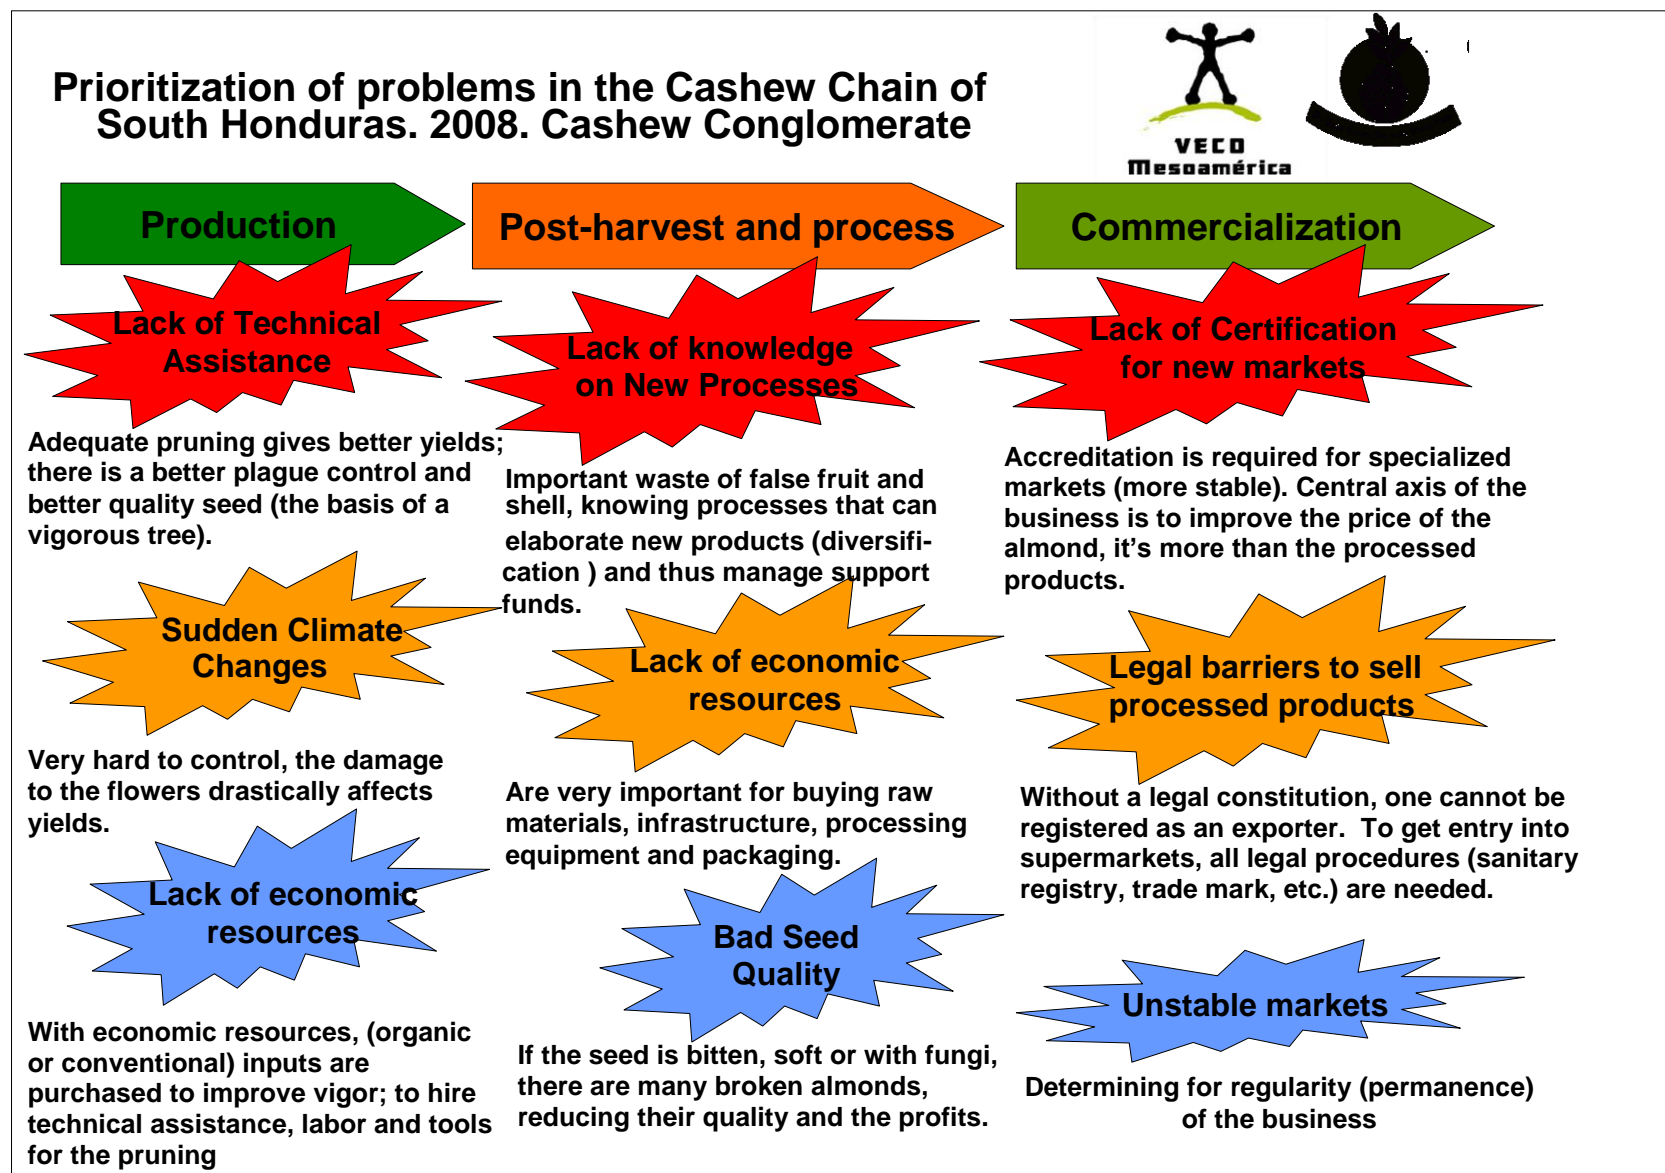 Prioritization of problems in the Cashew Chain of
South Honduras. 2008. Cashew Conglomerate
VECO
Mesoamérica
Production
Post-harvest and process
Commercialization
Lack of Technical
Assistance
Adequate pruning gives better yields;
there is a better plague control and
better quality seed (the basis of a
vigorous tree).
Sudden Climate
Changes
Very hard to control, the damage
to the flowers drastically affects
yields.
Lack of economic
resources
With economic resources, (organic
or conventional) inputs are
purchased to improve vigor; to hire
technical assistance, labor and tools
for the pruning
Lack of knowledge
on New Processes
Important waste of false fruit and
shell, knowing processes that can
elaborate new products (diversifi-
cation ) and thus manage support
funds.
Lack of economic
resources
Are very important for buying raw
materials, infrastructure, processing
equipment and packaging.
Bad Seed
Quality
If the seed is bitten, soft or with fungi,
there are many broken almonds,
reducing their quality and the profits.
Lack of Certification
for new markets
Accreditation is required for specialized
markets (more stable). Central axis of the
business is to improve the price of the
almond, it’s more than the processed
products.
Legal barriers to sell
processed products
Without a legal constitution, one cannot be
registered as an exporter.  To get entry into
supermarkets, all legal procedures (sanitary
registry, trade mark, etc.) are needed.
Unstable markets
Determining for regularity (permanence)
of the business